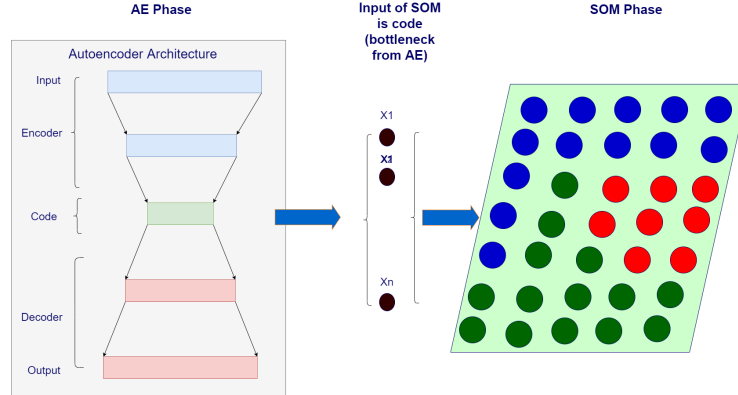 AE Phase
Input of SOM
is code
(bottleneck
from AE)
SOM Phase
Autoencoder Architecture
Input
Encoder
Code
Decoder
Output
X1
Xn